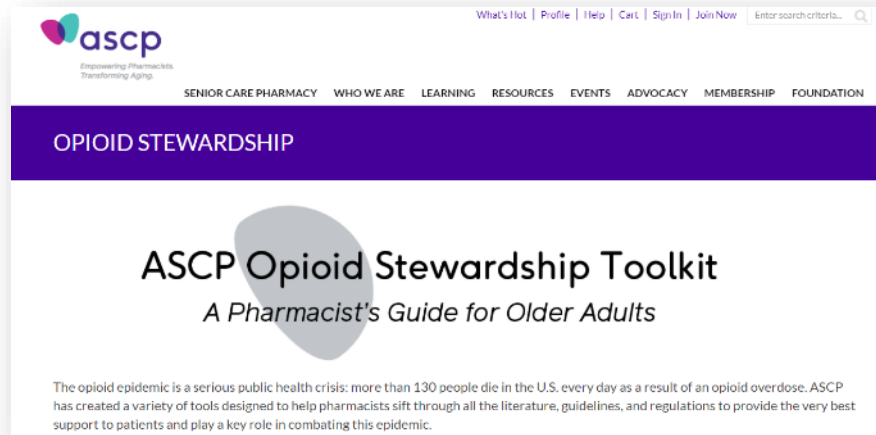 What's Hot | Profile | Help | Cart | Sign In | Join Now
Enter search criteria...
ascp
Empowering Pharmacists.
Transforming Aging.
SENIOR CARE PHARMACY WHO WE ARE LEARNING RESOURCES EVENTS ADVOCACY MEMBERSHIP FOUNDATION
OPIOID STEWARDSHIP
ASCP Opioid Stewardship Toolkit
A Pharmacist's Guide for Older Adults
The opioid epidemic is a serious public health crisis: more than 130 people die in the U.S. every day as a result of an opioid overdose. ASCP
has created a variety of tools designed to help pharmacists sift through all the literature, guidelines, and regulations to provide the very best
support to patients and play a key role in combating this epidemic.